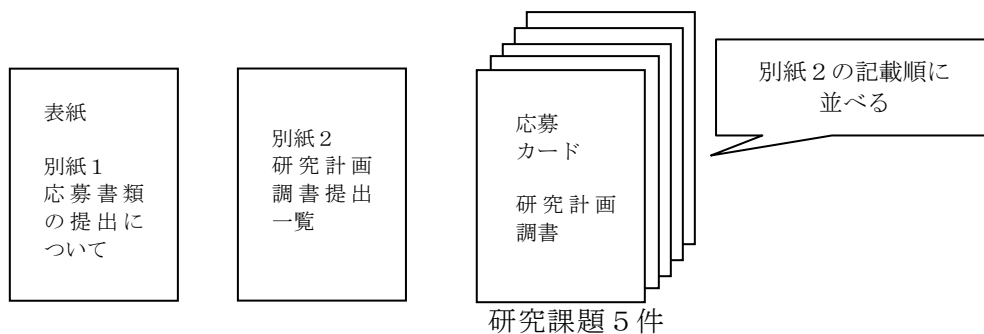 表紙
別紙１
応募書類
の提出に
ついて
別紙２
研究計画
調書提出
一覧
応募
カード
研究計画
調書
別紙２の記載順に
並べる
研究課題５件